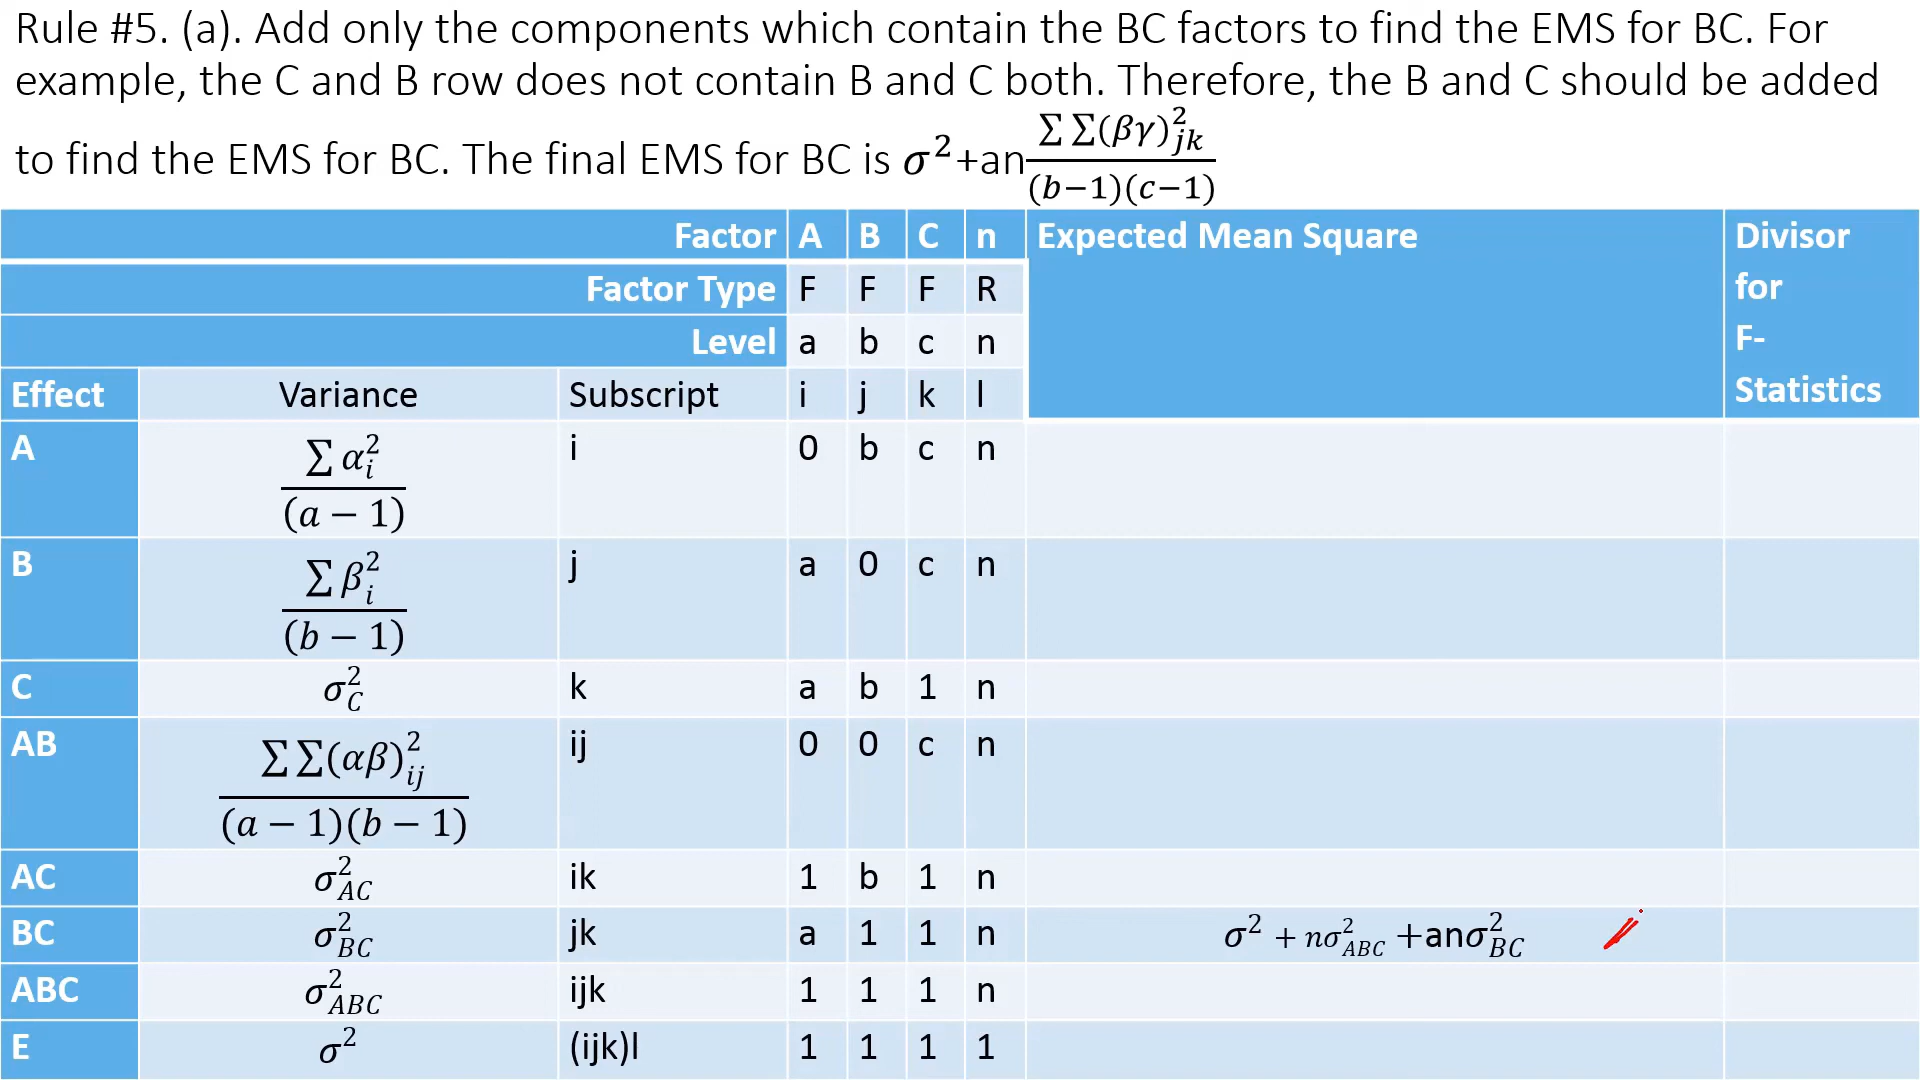 Rule #5. (a). Add only the components which contain the BC factors to find the EMS for BC. For
example, the C and B row does not contain B and C both. Therefore, the B and C should be added
to find the EMS for BC. The final EMS for BC is σ²+an ∑∑(βγ)²jk / (b−1)(c−1)
Factor A B C n Expected Mean Square Divisor for F-Statistics
Factor Type F F F R
Level a b c n
Effect Variance Subscript i j k l
A ∑αᵢ² / (a − 1) i 0 b c n
B ∑βᵢ² / (b − 1) j a 0 c n
C σ²C k a b 1 n
AB ∑∑(αβ)²ij / (a − 1)(b − 1) ij 0 0 c n
AC σ²AC ik 1 b 1 n
BC σ²BC jk a 1 1 n σ² + nσ²ABC +anσ²BC
ABC σ²ABC ijk 1 1 1 n
E σ² (ijk)l 1 1 1 1